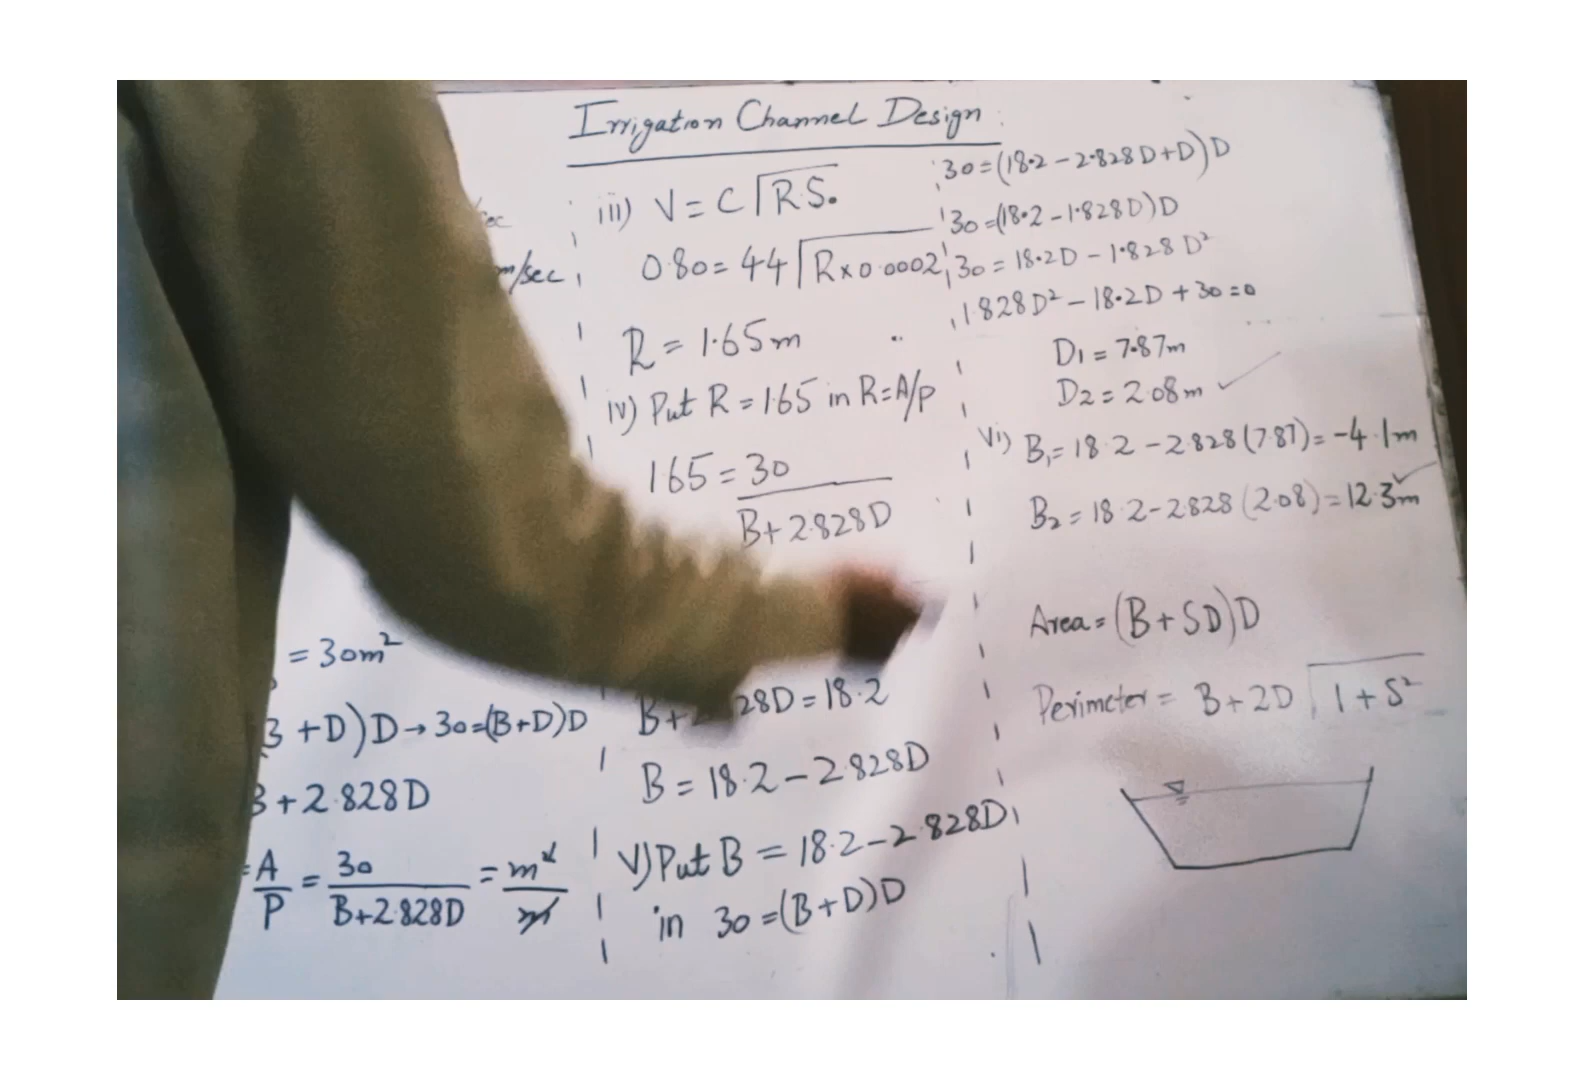 Irrigation Channel Design
m/sec
= 30m²
+D)D → 30=(B+D)D
B+2.828D
= A/P = 30/(B+2.828D) = m²/m
iii) V = C√RS.
0.80 = 44√R×0.0002
R = 1.65m
iv) Put R = 1.65 in R=A/P
1.65 = 30/(B+2.828D)
28D = 18.2
B = 18.2 - 2.828D
V) Put B = 18.2 - 2.828D
in 30 = (B+D)D
30 = (18.2 - 2.828D+D)D
30 = (18.2 - 1.828D)D
30 = 18.2D - 1.828D²
1.828D² - 18.2D + 30 = 0
D1 = 7.87m
D2 = 2.08m ✓
Vi) B1 = 18.2 - 2.828(7.87) = -4.1m
B2 = 18.2 - 2.828(2.08) = 12.3m ✓
Area = (B+SD)D
Perimeter = B+2D√1+S²